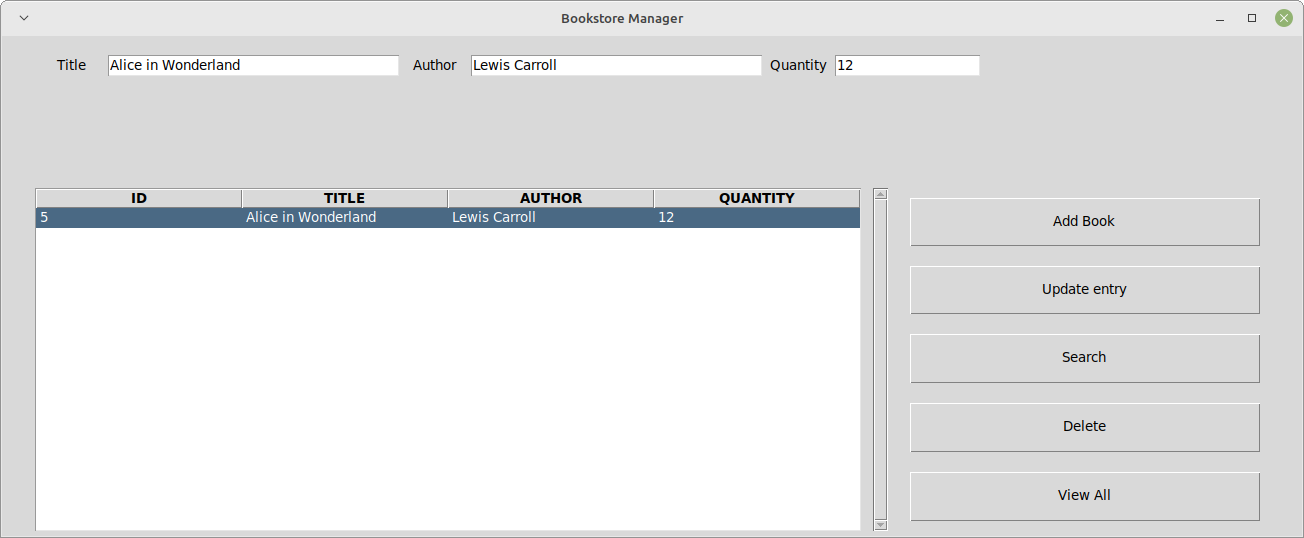 Bookstore Manager
Title Alice in Wonderland Author Lewis Carroll Quantity 12
ID TITLE AUTHOR QUANTITY
5 Alice in Wonderland Lewis Carroll 12
Add Book
Update entry
Search
Delete
View All